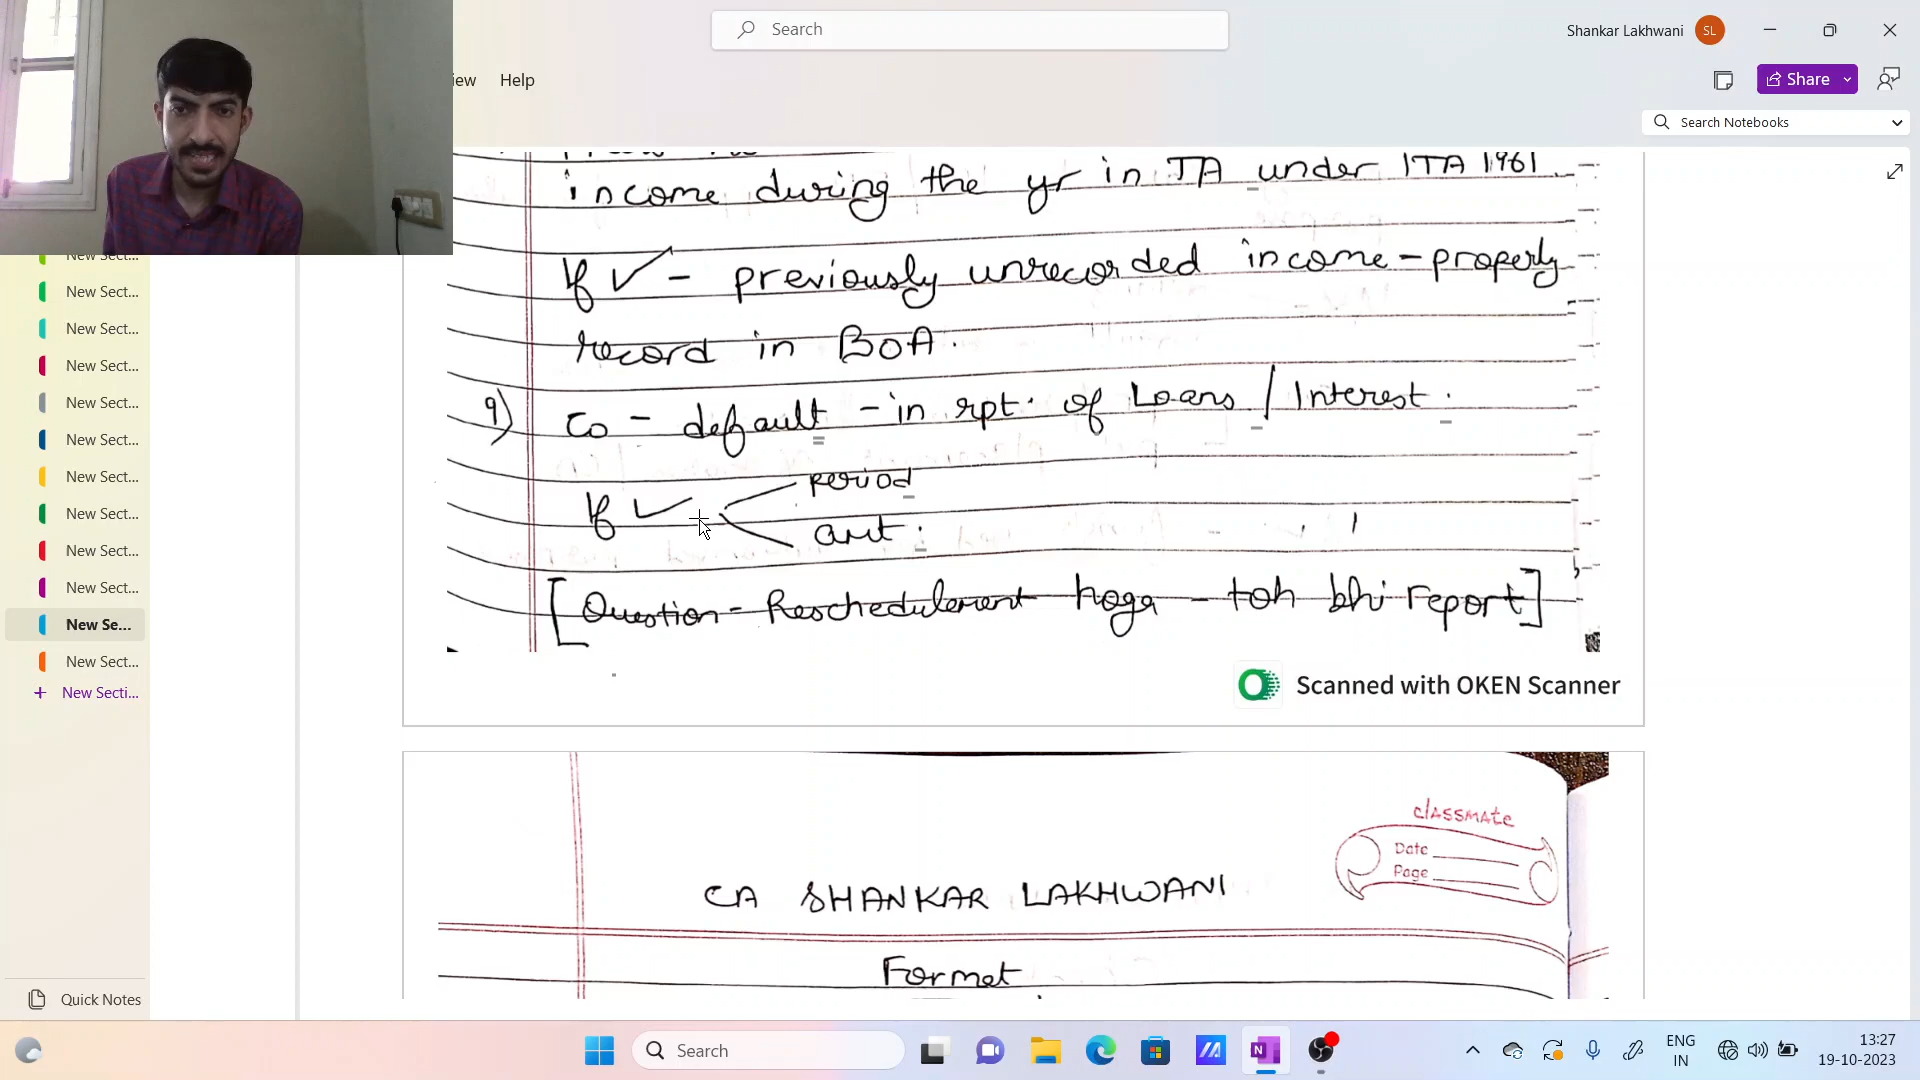 Search
Shankar Lakhwani
SL
iew
Help
Share
Search Notebooks
New Sect...
New Sect...
New Sect...
New Sect...
New Sect...
New Sect...
New Sect...
New Sect...
New Sect...
New Sect...
New Se...
New Sect...
New Secti...
Quick Notes
income during the yr in TA under ITA 1961.
If ✓ - previously unrecorded income - properly
record in BOA.
9) CO - default - in rpt. of Loans / Interest.
If ✓
period
amt.
[Question - Reschedulement hoga - toh bhi report]
Scanned with OKEN Scanner
classmate
Date
Page
CA SHANKAR LAKHWANI
Format
Search
ENG
IN
13:27
19-10-2023